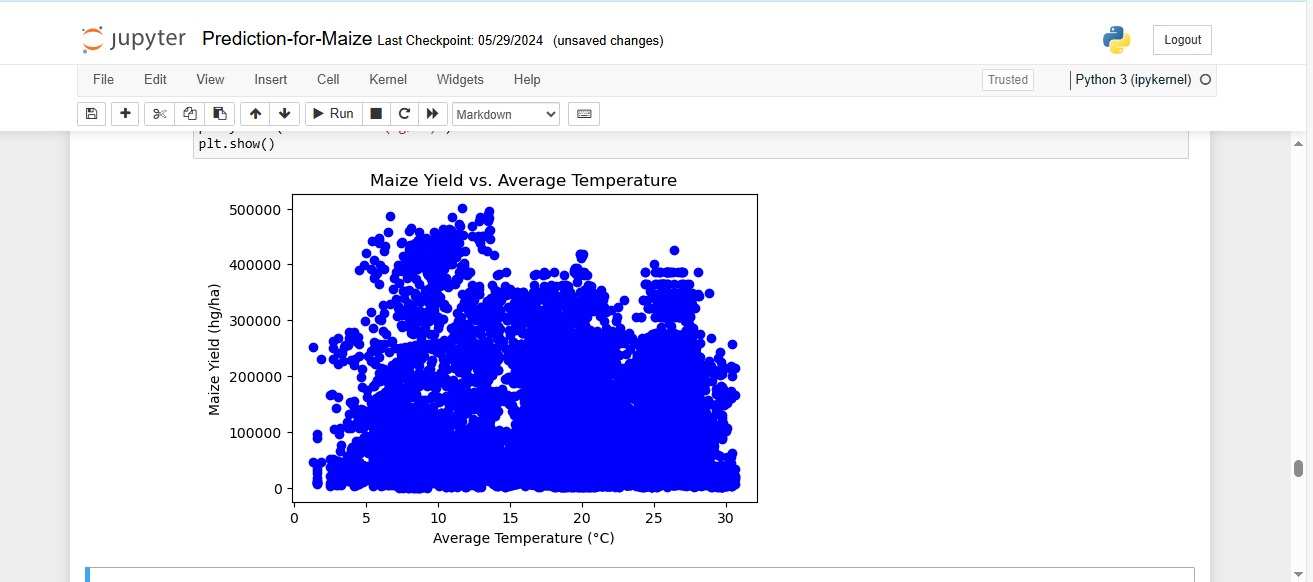 jupyter Prediction-for-Maize Last Checkpoint: 05/29/2024 (unsaved changes)
Logout
File Edit View Insert Cell Kernel Widgets Help
Trusted
Python 3 (ipykernel)
Run
Markdown
plt.show()
Maize Yield vs. Average Temperature
500000
400000
300000
200000
100000
0
Maize Yield (hg/ha)
0 5 10 15 20 25 30
Average Temperature (°C)